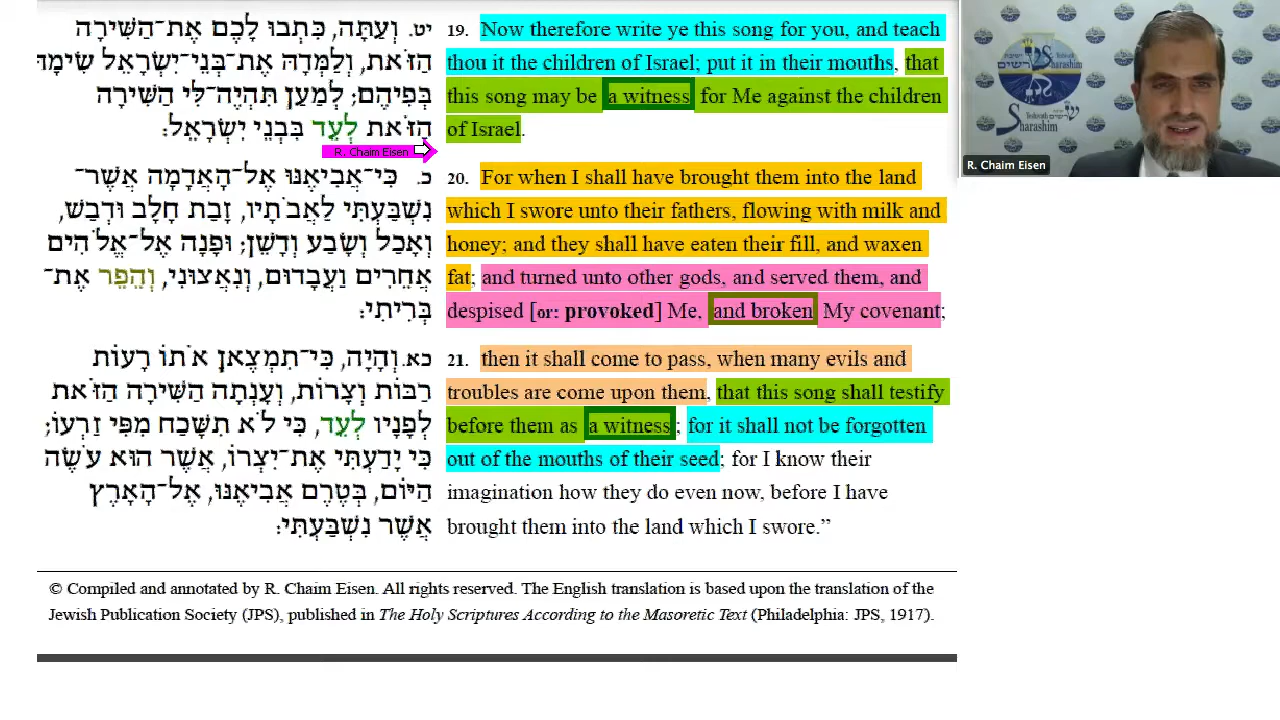 יט. וְעַתָּה, כִּתְבוּ לָכֶם אֶת־הַשִּׁירָה
הַזֹּאת, וְלַמְּדָהּ אֶת־בְּנֵי־יִשְׂרָאֵל שִׂימָהּ
בְּפִיהֶם; לְמַעַן תִּהְיֶה־לִּי הַשִּׁירָה
הַזֹּאת לְעֵד בִּבְנֵי יִשְׂרָאֵל:
R. Chaim Eisen
19. Now therefore write ye this song for you, and teach
thou it the children of Israel; put it in their mouths, that
this song may be a witness for Me against the children
of Israel.
כ. כִּי־אֲבִיאֶנּוּ אֶל־הָאֲדָמָה אֲשֶׁר־
נִשְׁבַּעְתִּי לַאֲבֹתָיו, זָבַת חָלָב וּדְבַשׁ,
וְאָכַל וְשָׂבַע וְדָשֵׁן; וּפָנָה אֶל־אֱלֹהִים
אֲחֵרִים וַעֲבָדוּם, וְנִאֲצוּנִי, וְהֵפֵר אֶת־
בְּרִיתִי:
20. For when I shall have brought them into the land
which I swore unto their fathers, flowing with milk and
honey; and they shall have eaten their fill, and waxen
fat; and turned unto other gods, and served them, and
despised [or: provoked] Me, and broken My covenant;
כא. וְהָיָה, כִּי־תִמְצֶאןָ אֹתוֹ רָעוֹת
רַבּוֹת וְצָרוֹת, וְעָנְתָה הַשִּׁירָה הַזֹּאת
לְפָנָיו לְעֵד, כִּי לֹא תִשָּׁכַח מִפִּי זַרְעוֹ;
כִּי יָדַעְתִּי אֶת־יִצְרוֹ, אֲשֶׁר הוּא עֹשֶׂה
הַיּוֹם, בְּטֶרֶם אֲבִיאֶנּוּ, אֶל־הָאָרֶץ
אֲשֶׁר נִשְׁבַּעְתִּי:
21. then it shall come to pass, when many evils and
troubles are come upon them, that this song shall testify
before them as a witness; for it shall not be forgotten
out of the mouths of their seed; for I know their
imagination how they do even now, before I have
brought them into the land which I swore.”
© Compiled and annotated by R. Chaim Eisen. All rights reserved. The English translation is based upon the translation of the
Jewish Publication Society (JPS), published in The Holy Scriptures According to the Masoretic Text (Philadelphia: JPS, 1917).
Yeshivath
Sharashim
Sharashim
R. Chaim Eisen